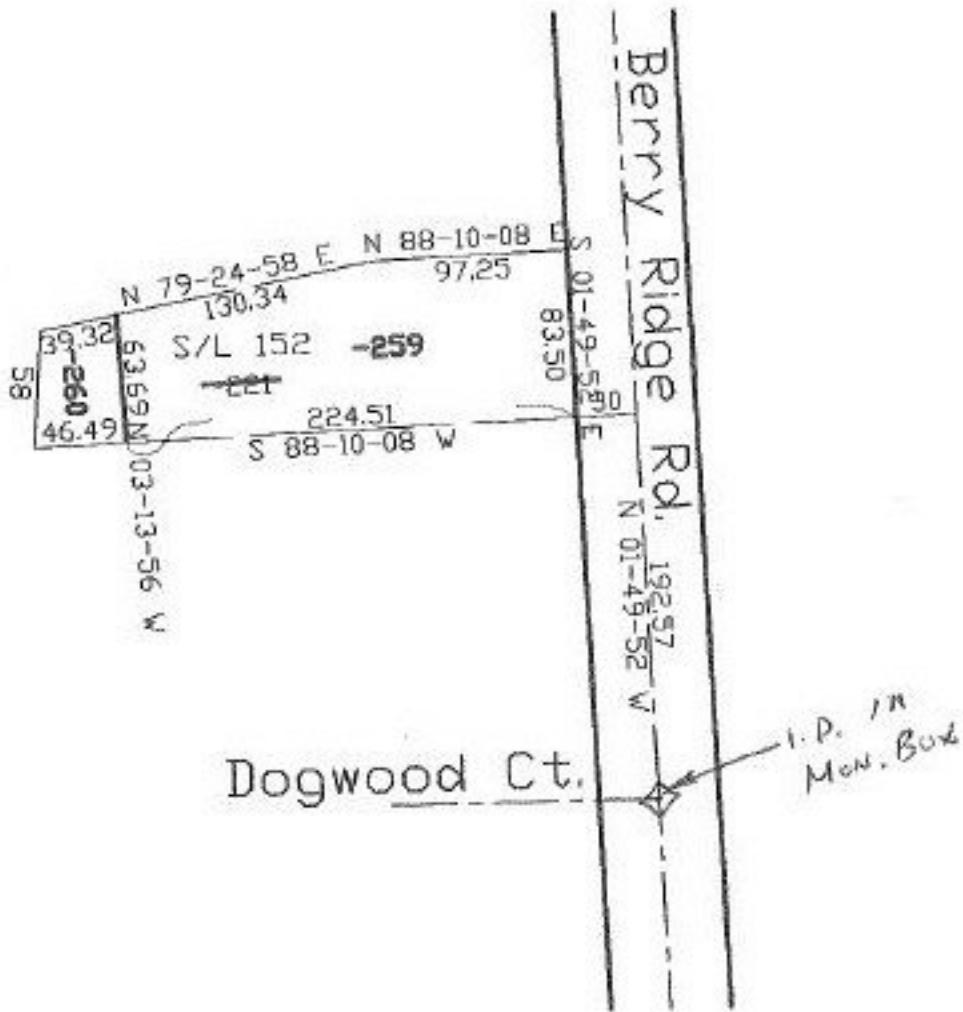 Berry Ridge Rd.
N 88-10-08 E
97.25
N 79-24-58 E
130.34
S 01-49-52 E
83.50
39.32
-260
58
46.49
63.69
N 03-13-56 W
S/L 152
-259
-221
224.51
S 88-10-08 W
N 01-49-52 W
192.57
Dogwood Ct.
I.P. IN
MON. BOX